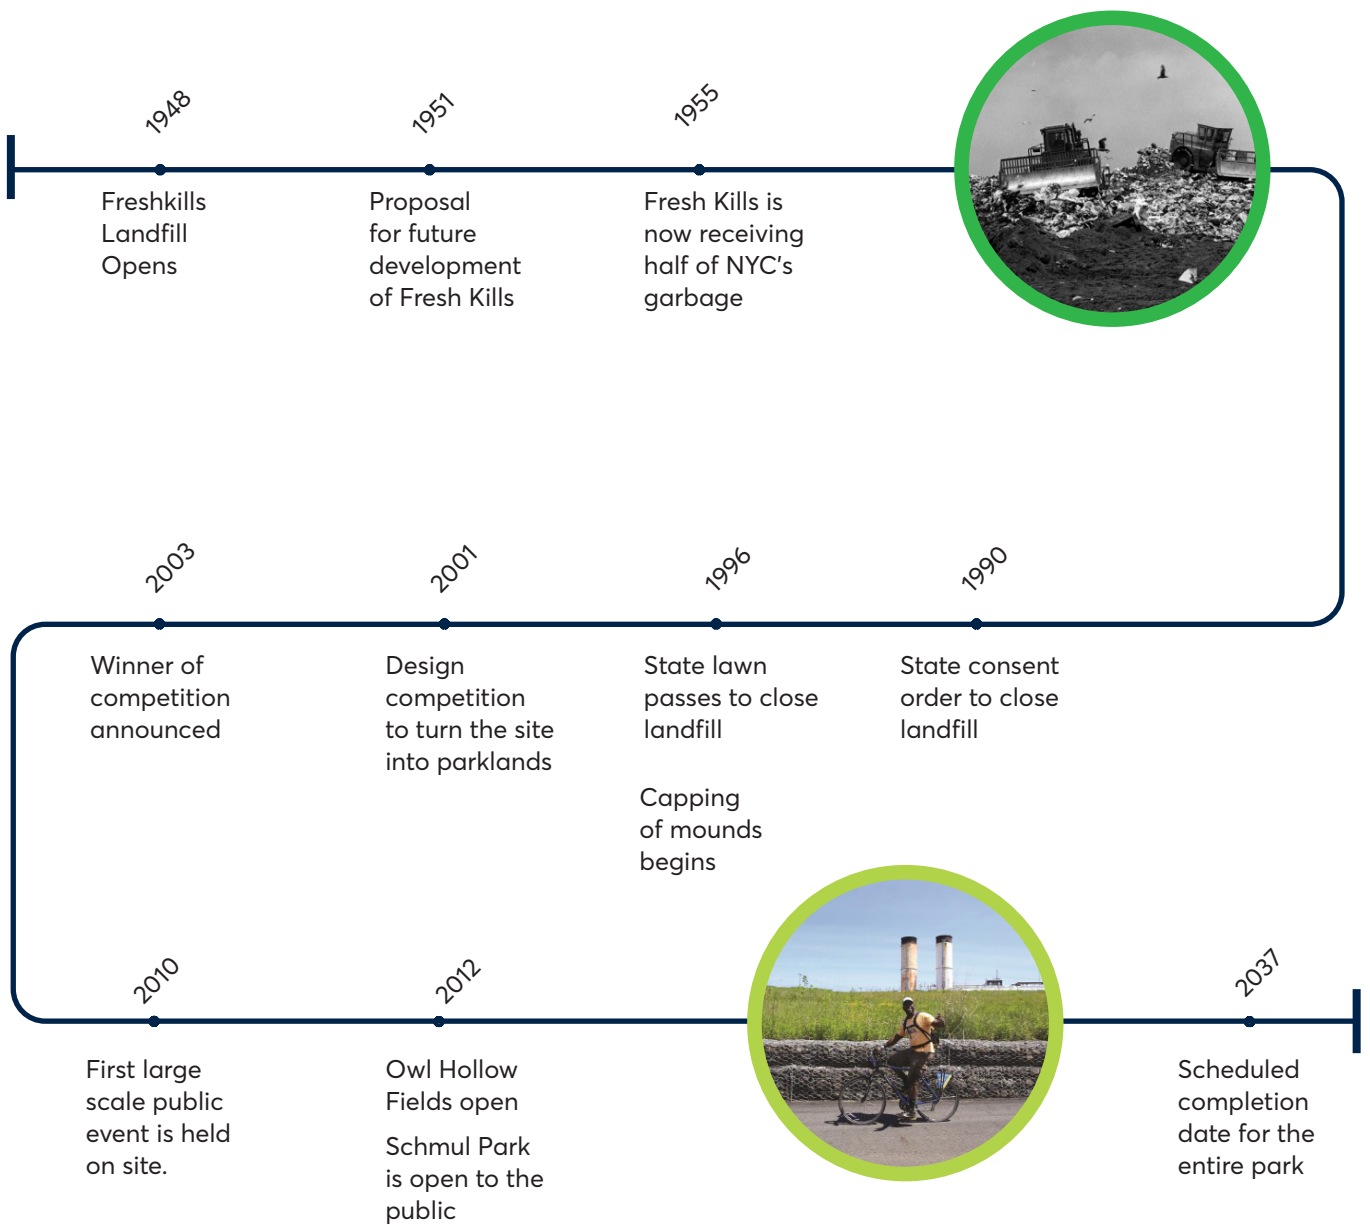 1948
Freshkills
Landfill
Opens
1951
Proposal
for future
development
of Fresh Kills
1955
Fresh Kills is
now receiving
half of NYC's
garbage
1990
State consent
order to close
landfill
1996
State lawn
passes to close
landfill
Capping
of mounds
begins
2001
Design
competition
to turn the site
into parklands
2003
Winner of
competition
announced
2010
First large
scale public
event is held
on site.
2012
Owl Hollow
Fields open
Schmul Park
is open to the
public
2037
Scheduled
completion
date for the
entire park